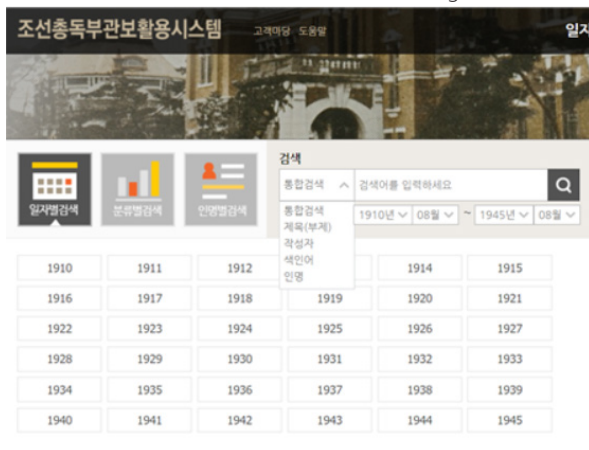 조선총독부관보활용시스템 고객마당 도움말
일자별검색
분류별검색
인명별검색
검색
통합검색 검색어를 입력하세요
1910년 08월 ~ 1945년 08월
통합검색
제목(부제)
작성자
색인어
인명
1910 1911 1912 1914 1915
1916 1917 1918 1919 1920 1921
1922 1923 1924 1925 1926 1927
1928 1929 1930 1931 1932 1933
1934 1935 1936 1937 1938 1939
1940 1941 1942 1943 1944 1945